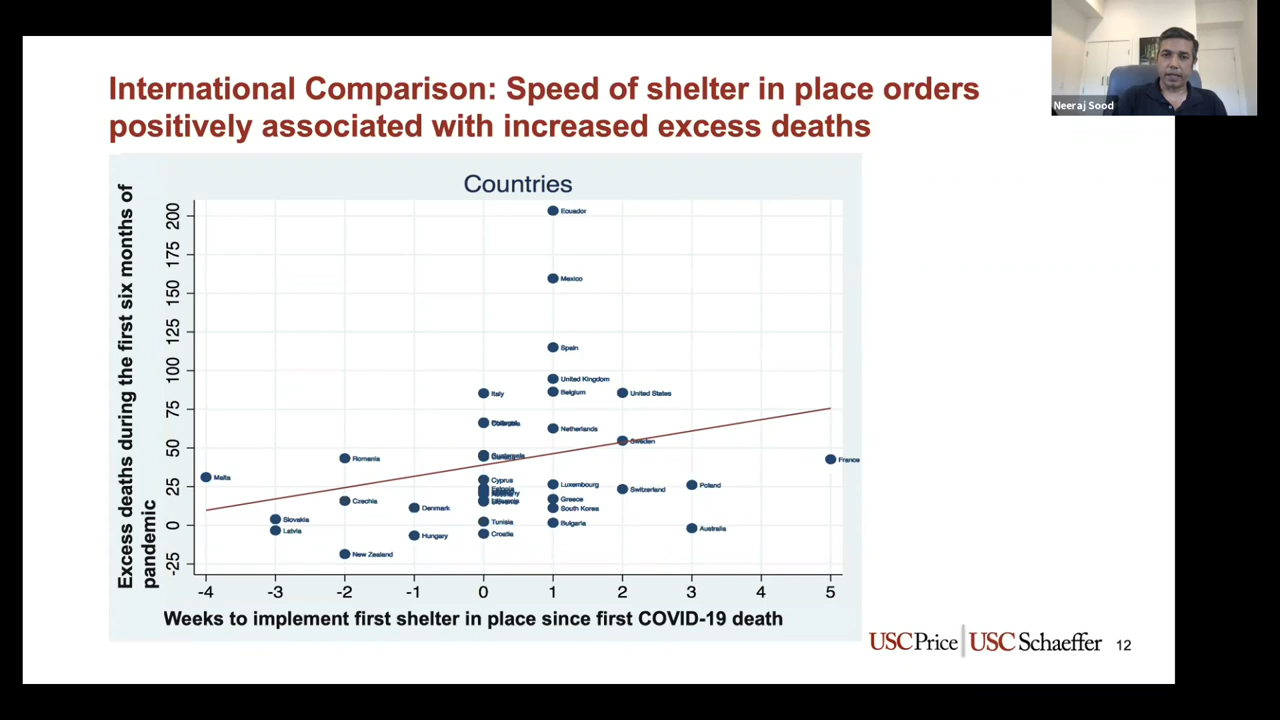 International Comparison: Speed of shelter in place orders
positively associated with increased excess deaths
Neeraj Sood
Countries
Excess deaths during the first six months of
pandemic
200
175
150
125
100
75
50
25
0
-25
Ecuador
Mexico
Spain
United Kingdom
Italy
Belgium
United States
Netherlands
Sweden
Guatemala
Romania
France
Malta
Cyprus
Luxembourg
Poland
Estonia
Switzerland
Czechia
Greece
Denmark
South Korea
Slovakia
Tunisia
Bulgaria
Latvia
Australia
Hungary
Croatia
New Zealand
-4 -3 -2 -1 0 1 2 3 4 5
Weeks to implement first shelter in place since first COVID-19 death
USC Price USC Schaeffer 12